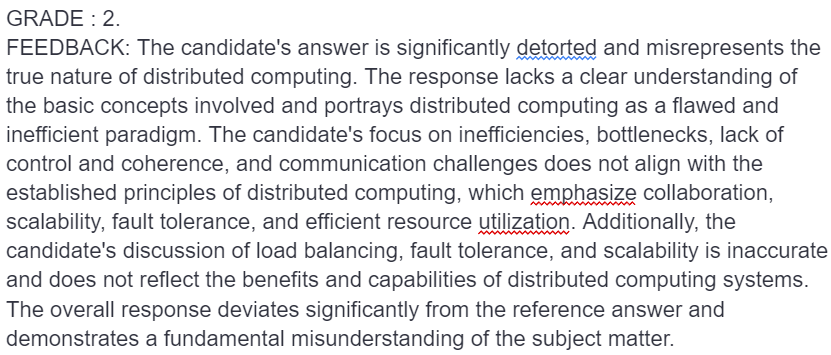 GRADE : 2.
FEEDBACK: The candidate's answer is significantly detorted and misrepresents the
true nature of distributed computing. The response lacks a clear understanding of
the basic concepts involved and portrays distributed computing as a flawed and
inefficient paradigm. The candidate's focus on inefficiencies, bottlenecks, lack of
control and coherence, and communication challenges does not align with the
established principles of distributed computing, which emphasize collaboration,
scalability, fault tolerance, and efficient resource utilization. Additionally, the
candidate's discussion of load balancing, fault tolerance, and scalability is inaccurate
and does not reflect the benefits and capabilities of distributed computing systems.
The overall response deviates significantly from the reference answer and
demonstrates a fundamental misunderstanding of the subject matter.